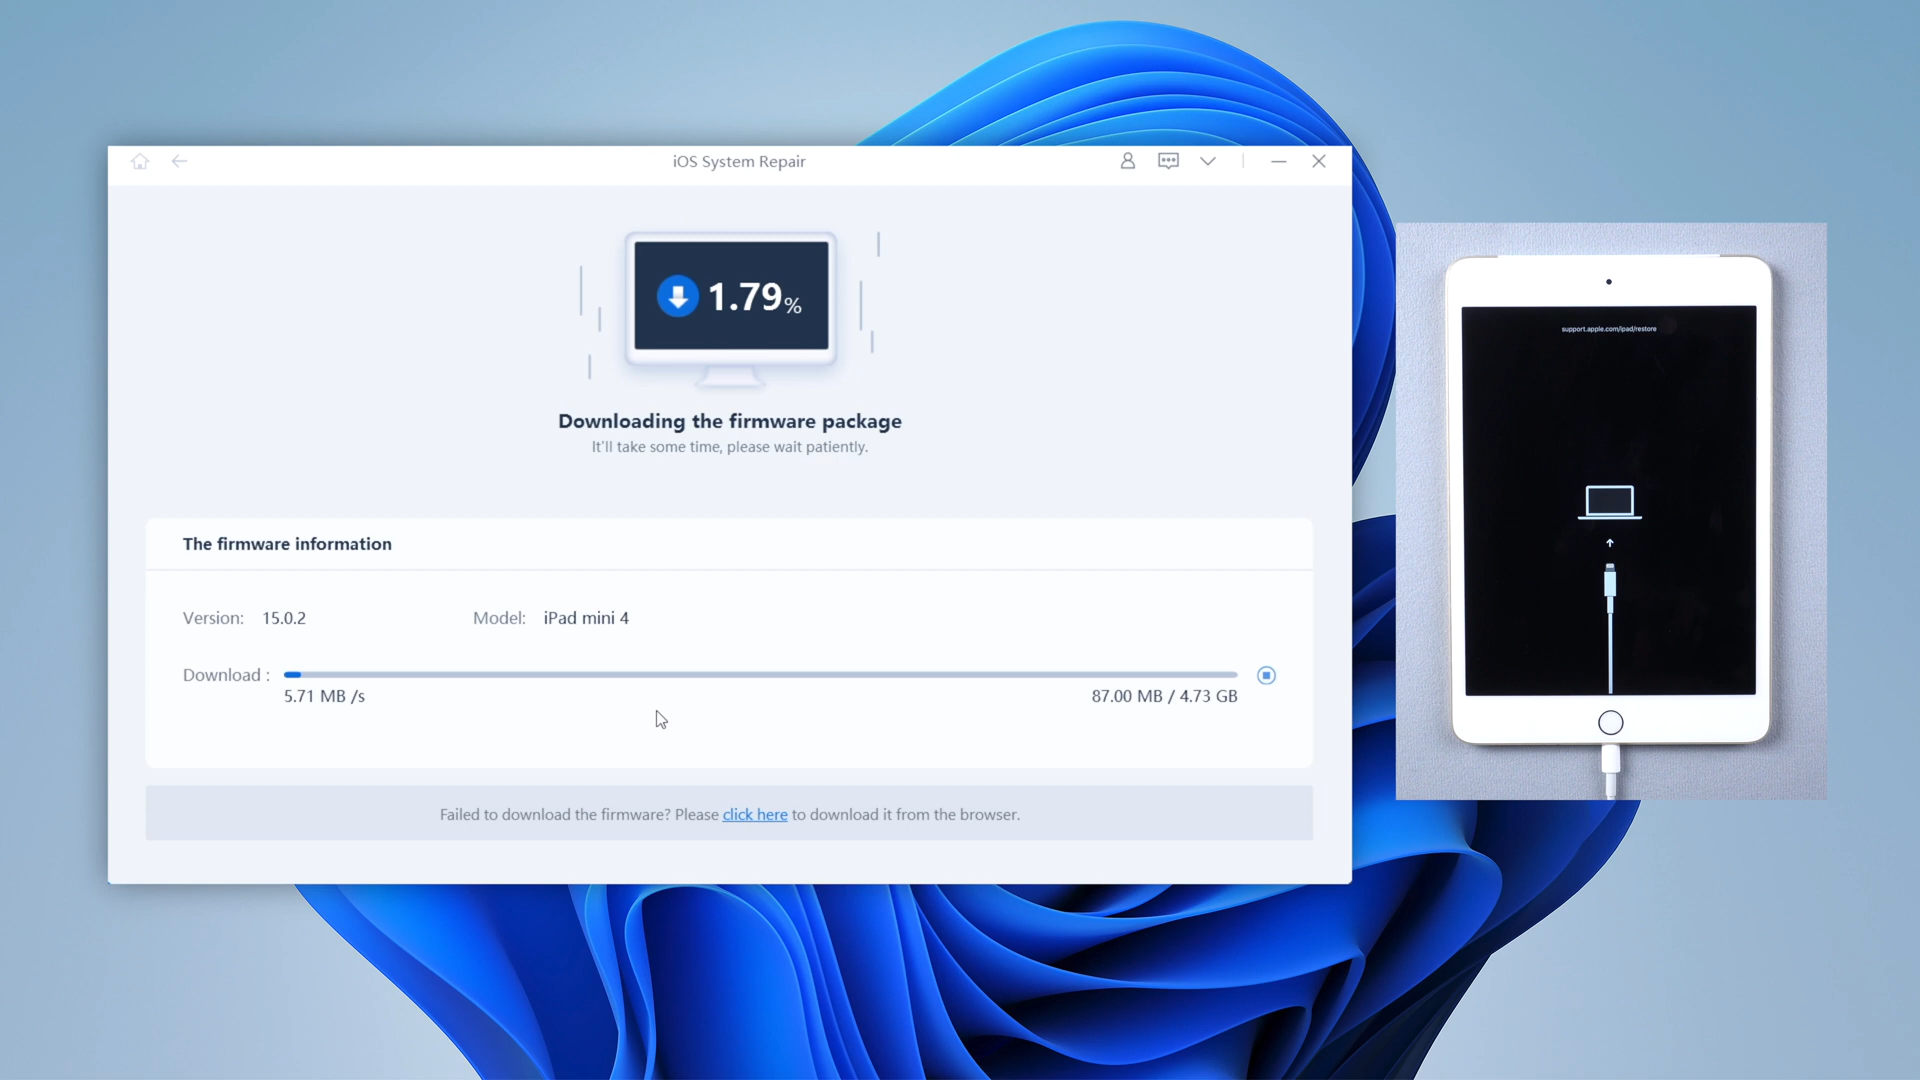 iOS System Repair
1.79%
Downloading the firmware package
It'll take some time, please wait patiently.
The firmware information
Version: 15.0.2 Model: iPad mini 4
Download :
5.71 MB /s 87.00 MB / 4.73 GB
Failed to download the firmware? Please click here to download it from the browser.
support.apple.com/ipad/restore